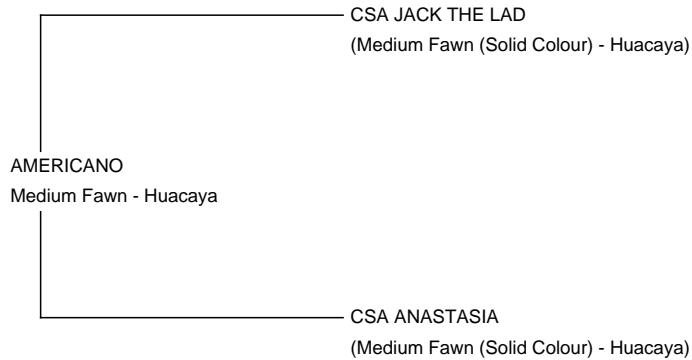 CSA JACK THE LAD
(Medium Fawn (Solid Colour) - Huacaya)
AMERICANO
Medium Fawn - Huacaya
CSA ANASTASIA
(Medium Fawn (Solid Colour) - Huacaya)